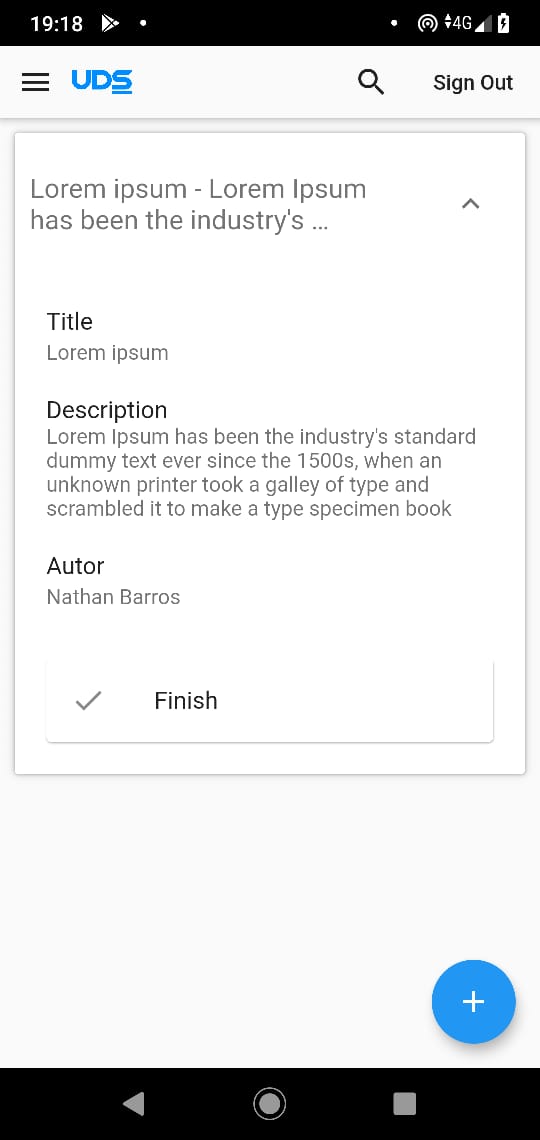 19:18
4G
UDS
Sign Out
Lorem ipsum - Lorem Ipsum
has been the industry's ...
Title
Lorem ipsum
Description
Lorem Ipsum has been the industry's standard
dummy text ever since the 1500s, when an
unknown printer took a galley of type and
scrambled it to make a type specimen book
Autor
Nathan Barros
Finish